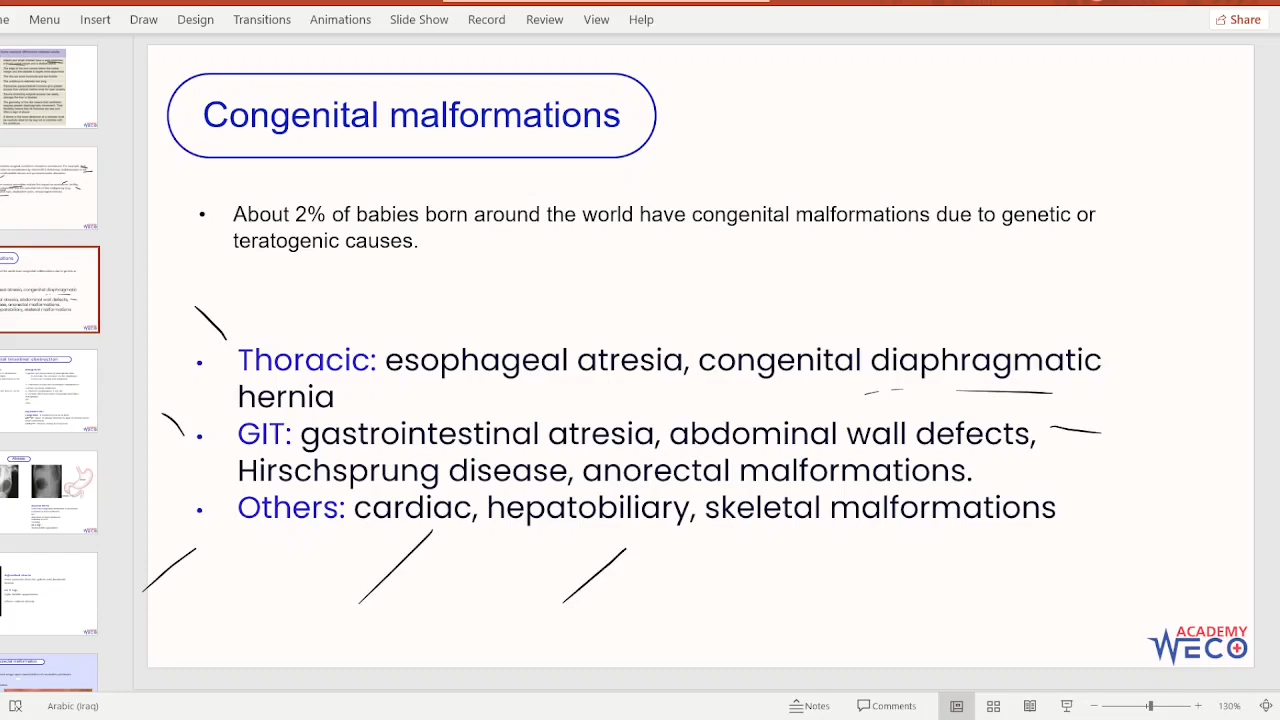 Menu Insert Draw Design Transitions Animations Slide Show Record Review View Help Share
Congenital malformations
• About 2% of babies born around the world have congenital malformations due to genetic or
teratogenic causes.
• Thoracic: esophageal atresia, congenital diaphragmatic
hernia
• GIT: gastrointestinal atresia, abdominal wall defects,
Hirschsprung disease, anorectal malformations.
• Others: cardiac, hepatobiliary, skeletal malformations
ACADEMY
WECO
Arabic (Iraq) Notes Comments 130%